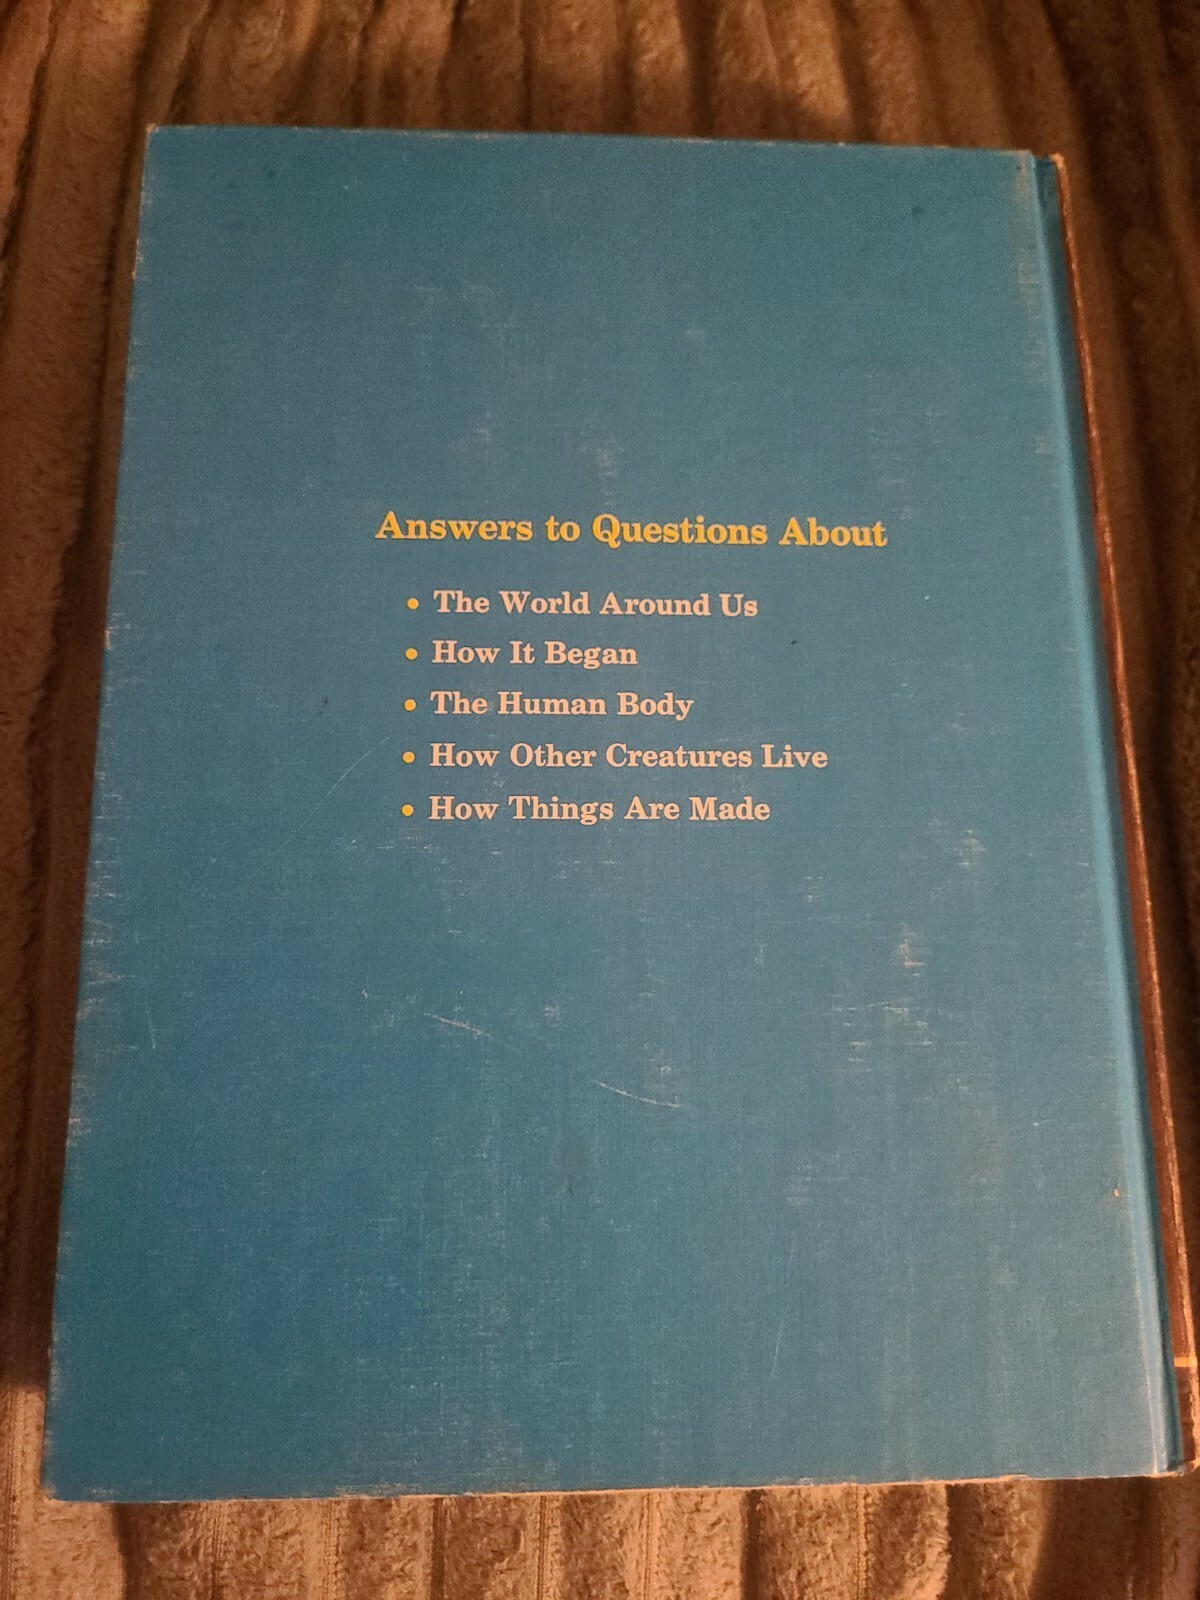 Answers to Questions About
• The World Around Us
• How It Began
• The Human Body
• How Other Creatures Live
• How Things Are Made